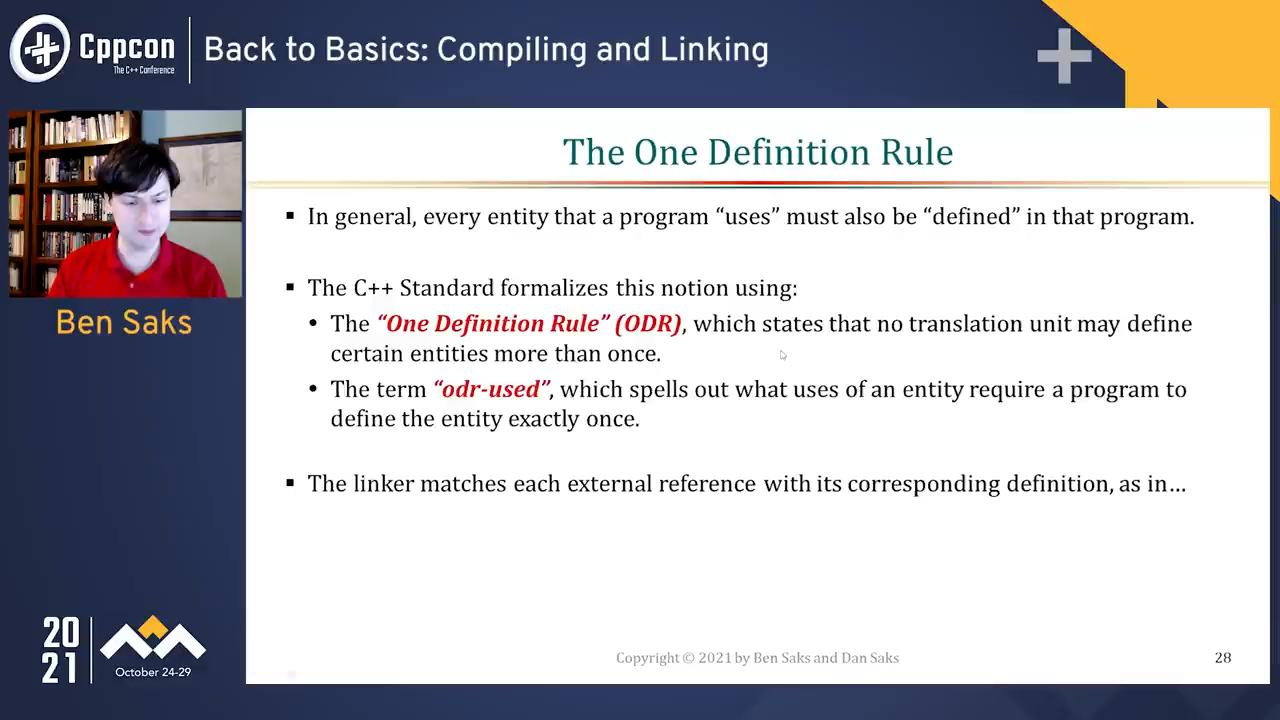 Cppcon
The C++ Conference
Back to Basics: Compiling and Linking
Ben Saks
The One Definition Rule
▪ In general, every entity that a program “uses” must also be “defined” in that program.
▪ The C++ Standard formalizes this notion using:
• The “One Definition Rule” (ODR), which states that no translation unit may define
certain entities more than once.
• The term “odr-used”, which spells out what uses of an entity require a program to
define the entity exactly once.
▪ The linker matches each external reference with its corresponding definition, as in…
20
21
October 24-29
Copyright © 2021 by Ben Saks and Dan Saks
28